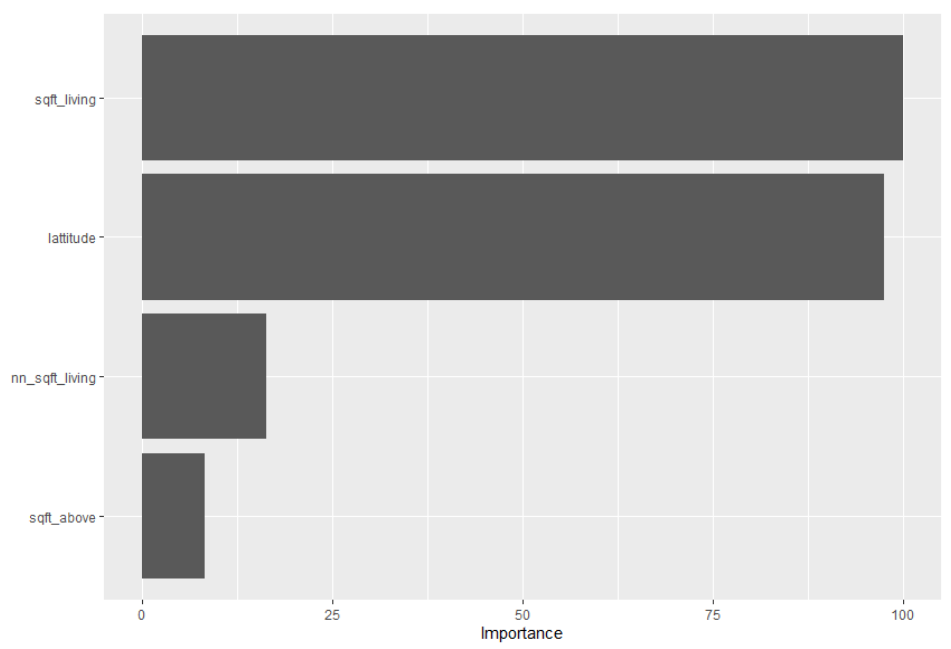 sqft_living
lattitude
nn_sqft_living
sqft_above
0 25 50 75 100
Importance